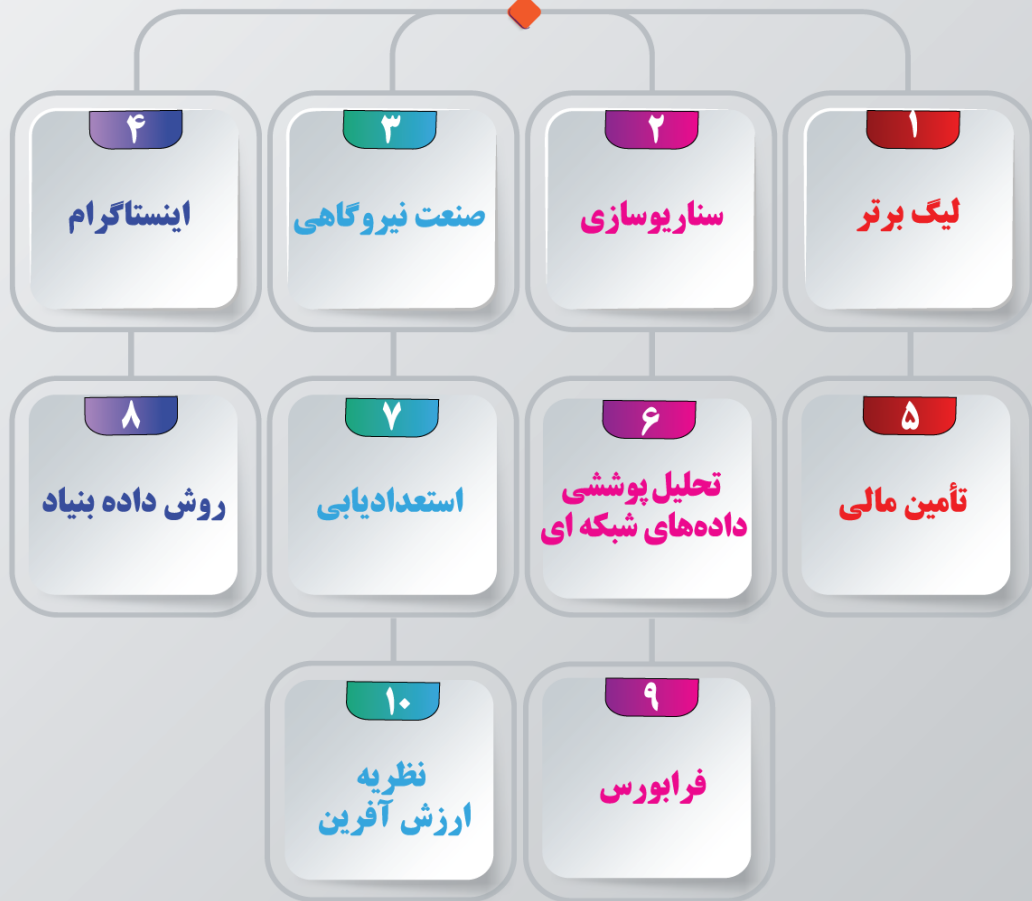 ۱
لیگ برتر
۲
سناریوسازی
۳
صنعت نیروگاهی
۴
اینستاگرام
۵
تأمین مالی
۶
تحلیل پوششی
داده‌های شبکه ای
۷
استعدادیابی
۸
روش داده بنیاد
۹
فرابورس
۱۰
نظریه
ارزش آفرین